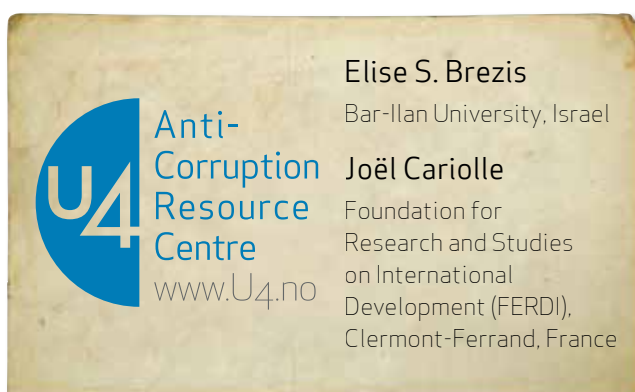 U4
Anti-
Corruption
Resource
Centre
www.U4.no
Elise S. Brezis
Bar-Ilan University, Israel
Joël Cariolle
Foundation for
Research and Studies
on International
Development (FERDI),
Clermont-Ferrand, France